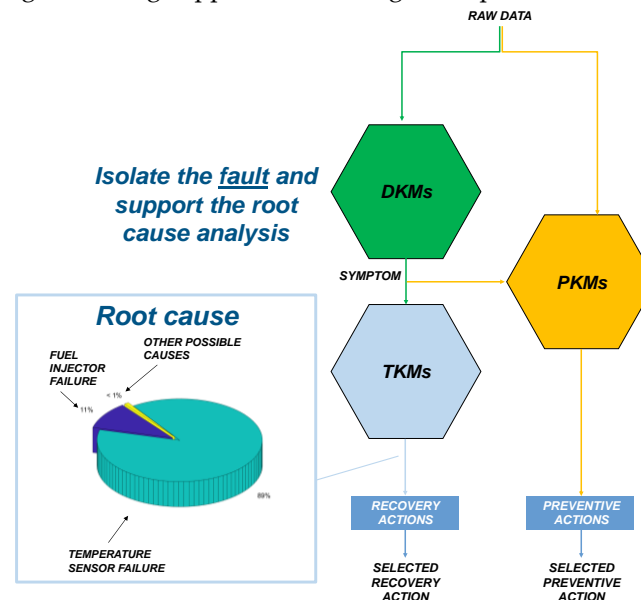 RAW DATA
DKMs
Isolate the fault and
support the root
cause analysis
SYMPTOM
PKMs
Root cause
OTHER POSSIBLE
CAUSES
FUEL
INJECTOR
FAILURE
< 1%
11%
89%
TEMPERATURE
SENSOR FAILURE
TKMs
RECOVERY
ACTIONS
PREVENTIVE
ACTIONS
SELECTED
RECOVERY
ACTION
SELECTED
PREVENTIVE
ACTION